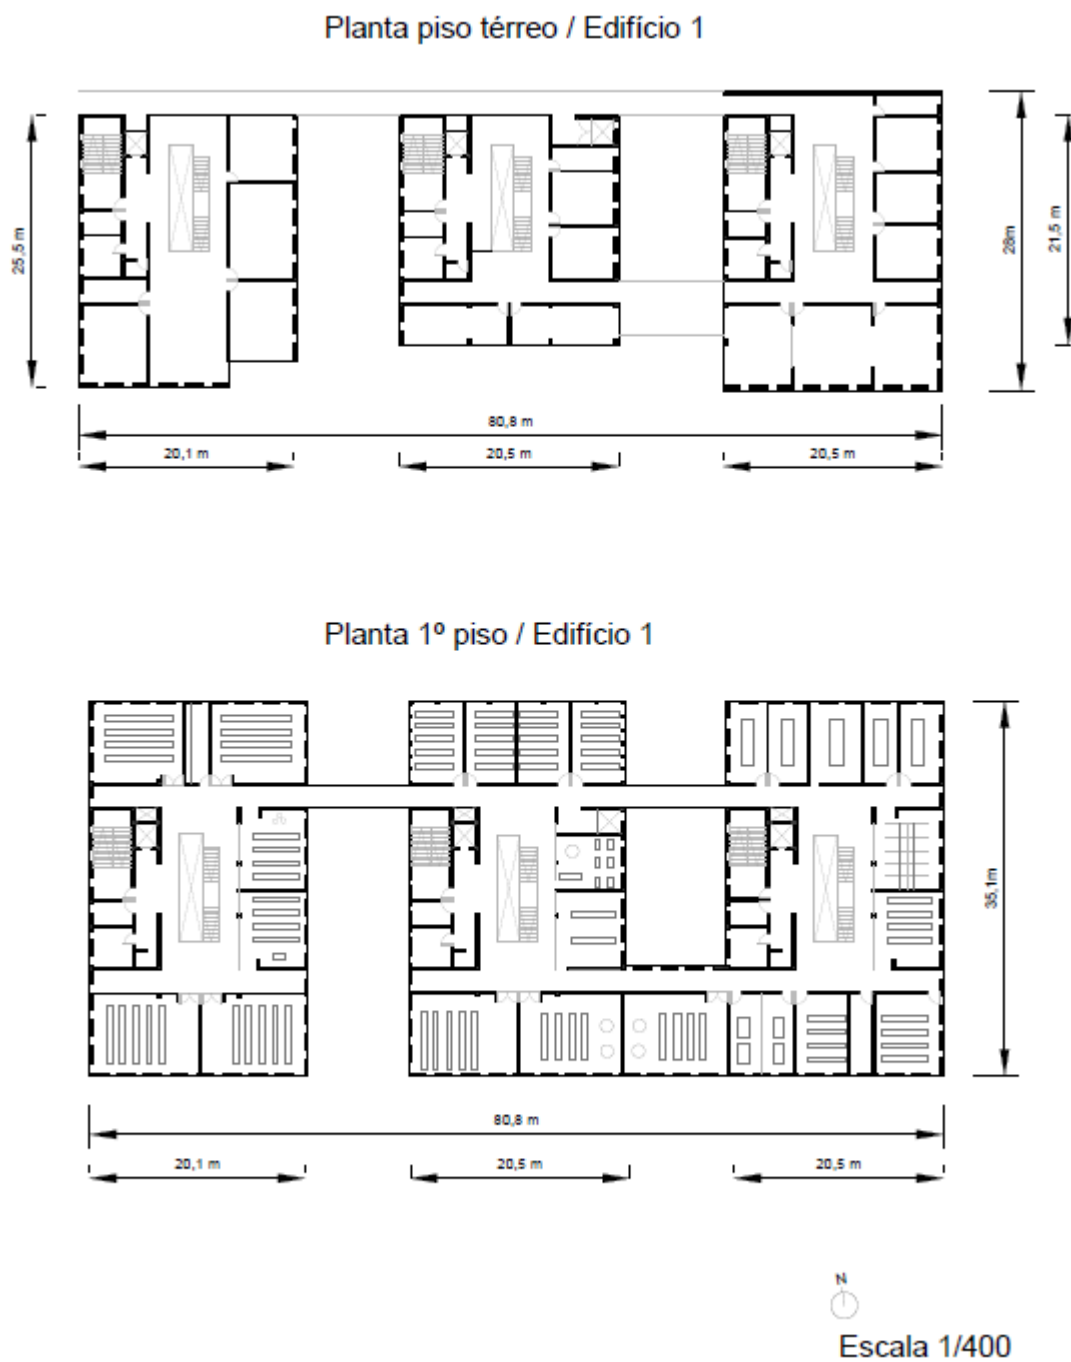 Planta piso térreo / Edifício 1
25,5 m
28m
21,5 m
80,8 m
20,1 m
20,5 m
20,5 m
Planta 1º piso / Edifício 1
35,1m
80,8 m
20,1 m
20,5 m
20,5 m
N
Escala 1/400